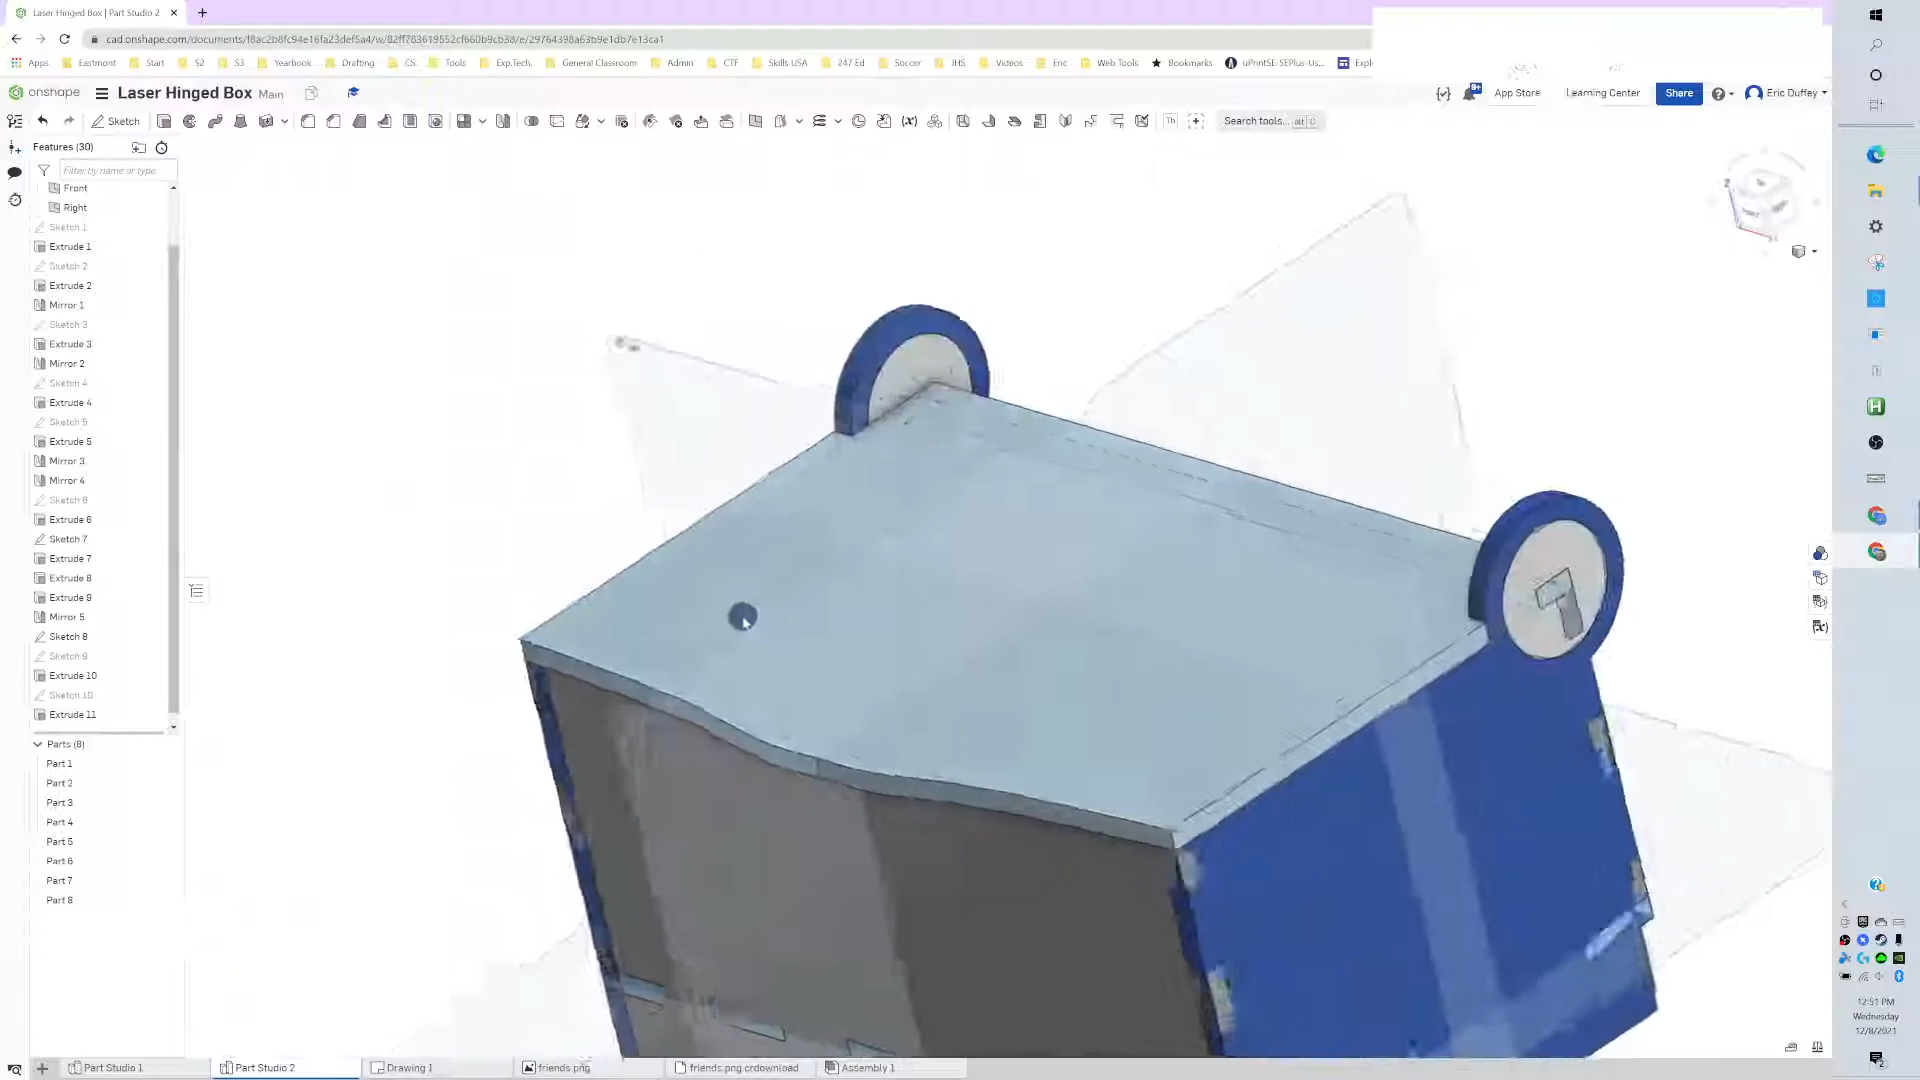 Laser Hinged Box | Part Studio 2
cad.onshape.com/documents/f8ac2b8fc94e16fa23def5a4/w/82ff783619552cf660b9cb38/e/29764398a63b9e1db7e13ca1
Apps Eastmont Start S2 S3 Yearbook Drafting CS Tools Exp.Tech. General Classroom Admin CTF Skills USA 247 Ed Soccer JHS Videos Eric Web Tools Bookmarks uPrintSE-SEPlus-Us... Expl
onshape Laser Hinged Box Main 9+ App Store Learning Center Share Eric Duffey
Sketch Search tools... alt C
Features (30)
Filter by name or type
Front
Right
Sketch 1
Extrude 1
Sketch 2
Extrude 2
Mirror 1
Sketch 3
Extrude 3
Mirror 2
Sketch 4
Extrude 4
Sketch 5
Extrude 5
Mirror 3
Mirror 4
Sketch 6
Extrude 6
Sketch 7
Extrude 7
Extrude 8
Extrude 9
Mirror 5
Sketch 8
Sketch 9
Extrude 10
Sketch 10
Extrude 11
Parts (8)
Part 1
Part 2
Part 3
Part 4
Part 5
Part 6
Part 7
Part 8
Z
Part Studio 1 Part Studio 2 Drawing 1 friends.png friends.png.crdownload Assembly 1
12:51 PM
Wednesday
12/8/2021